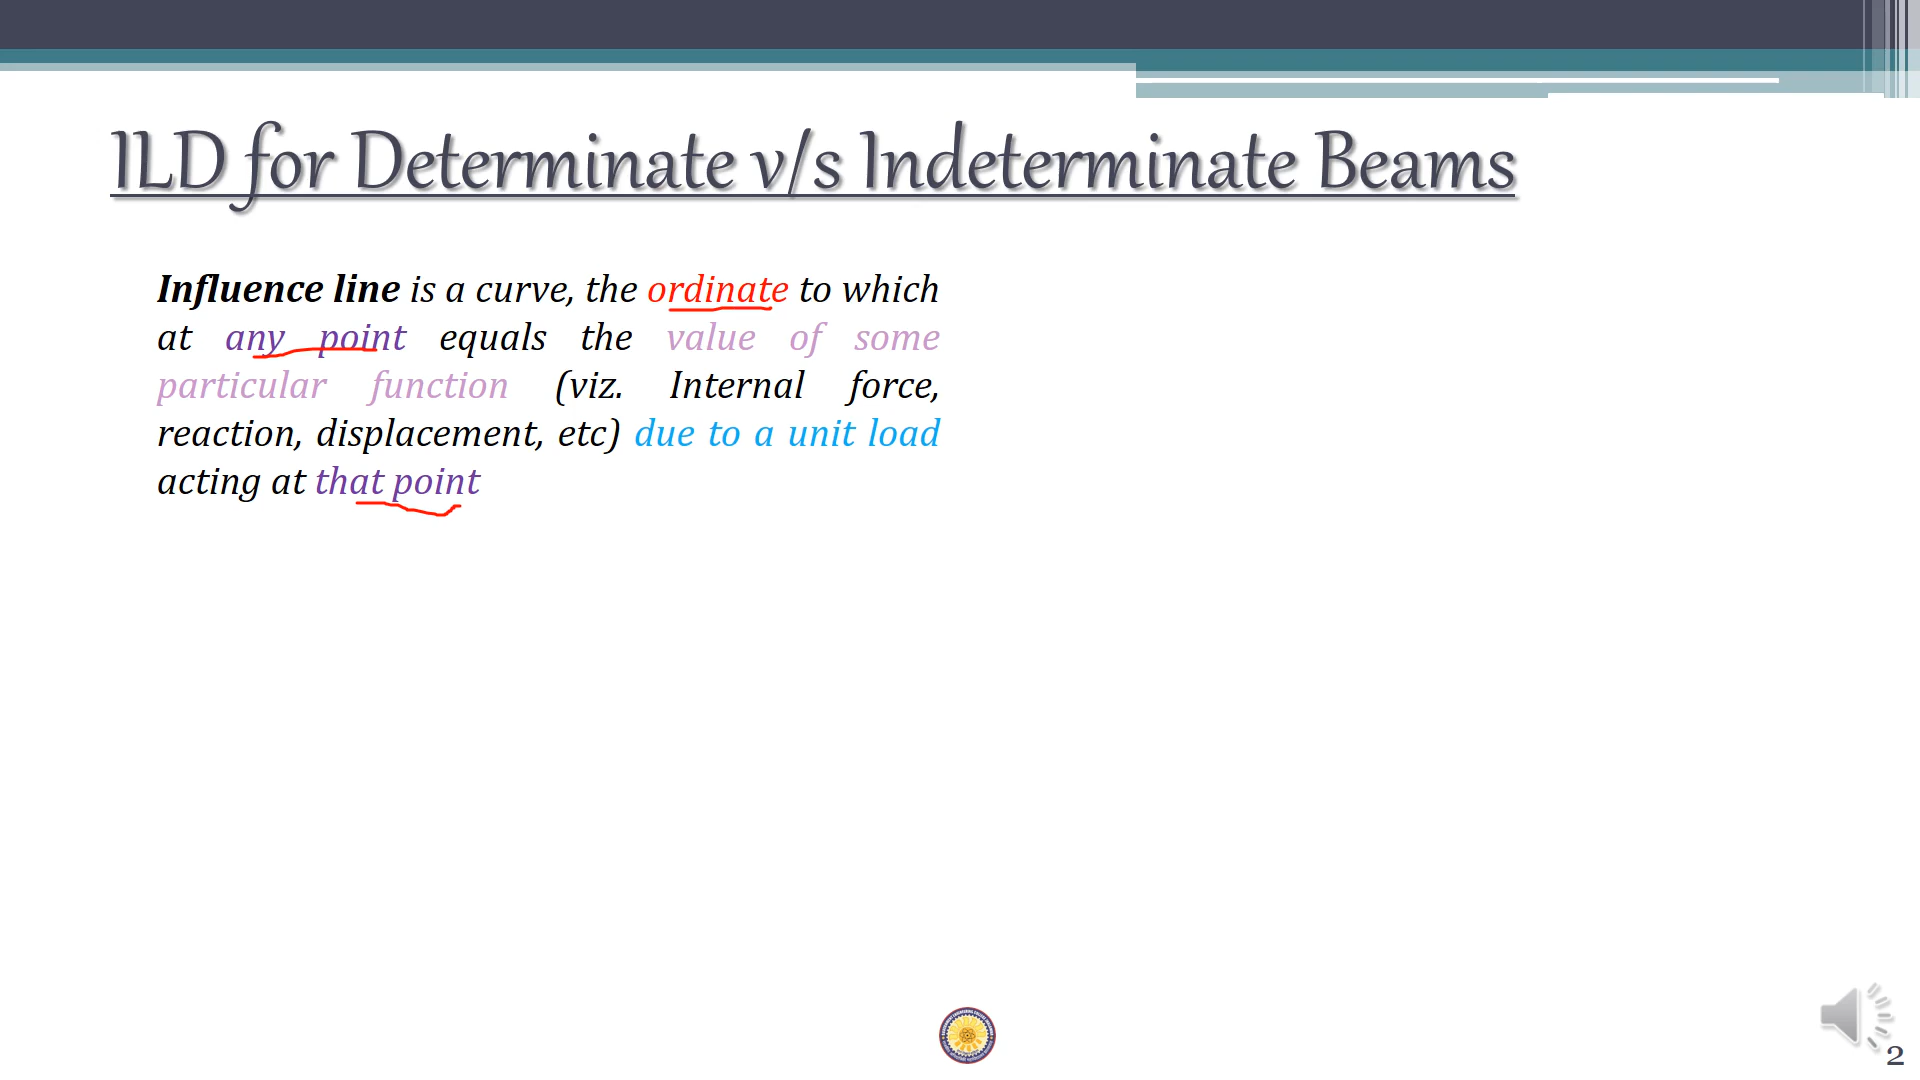 ILD for Determinate v/s Indeterminate Beams
Influence line is a curve, the ordinate to which
at any point equals the value of some
particular function (viz. Internal force,
reaction, displacement, etc) due to a unit load
acting at that point
2